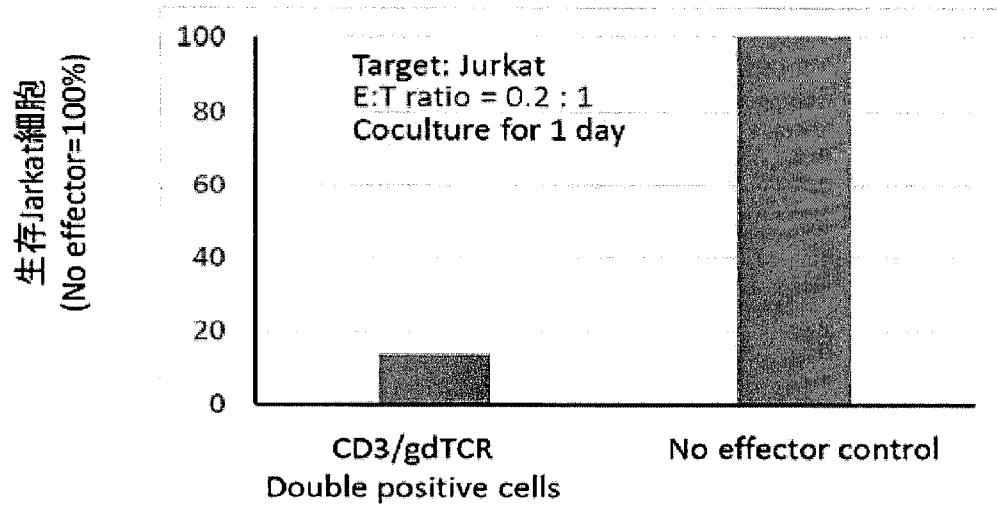 生存Jarkat細胞
(No effector=100%)
100
80
60
40
20
0
Target: Jurkat
E:T ratio = 0.2 : 1
Coculture for 1 day
CD3/gdTCR
Double positive cells
No effector control